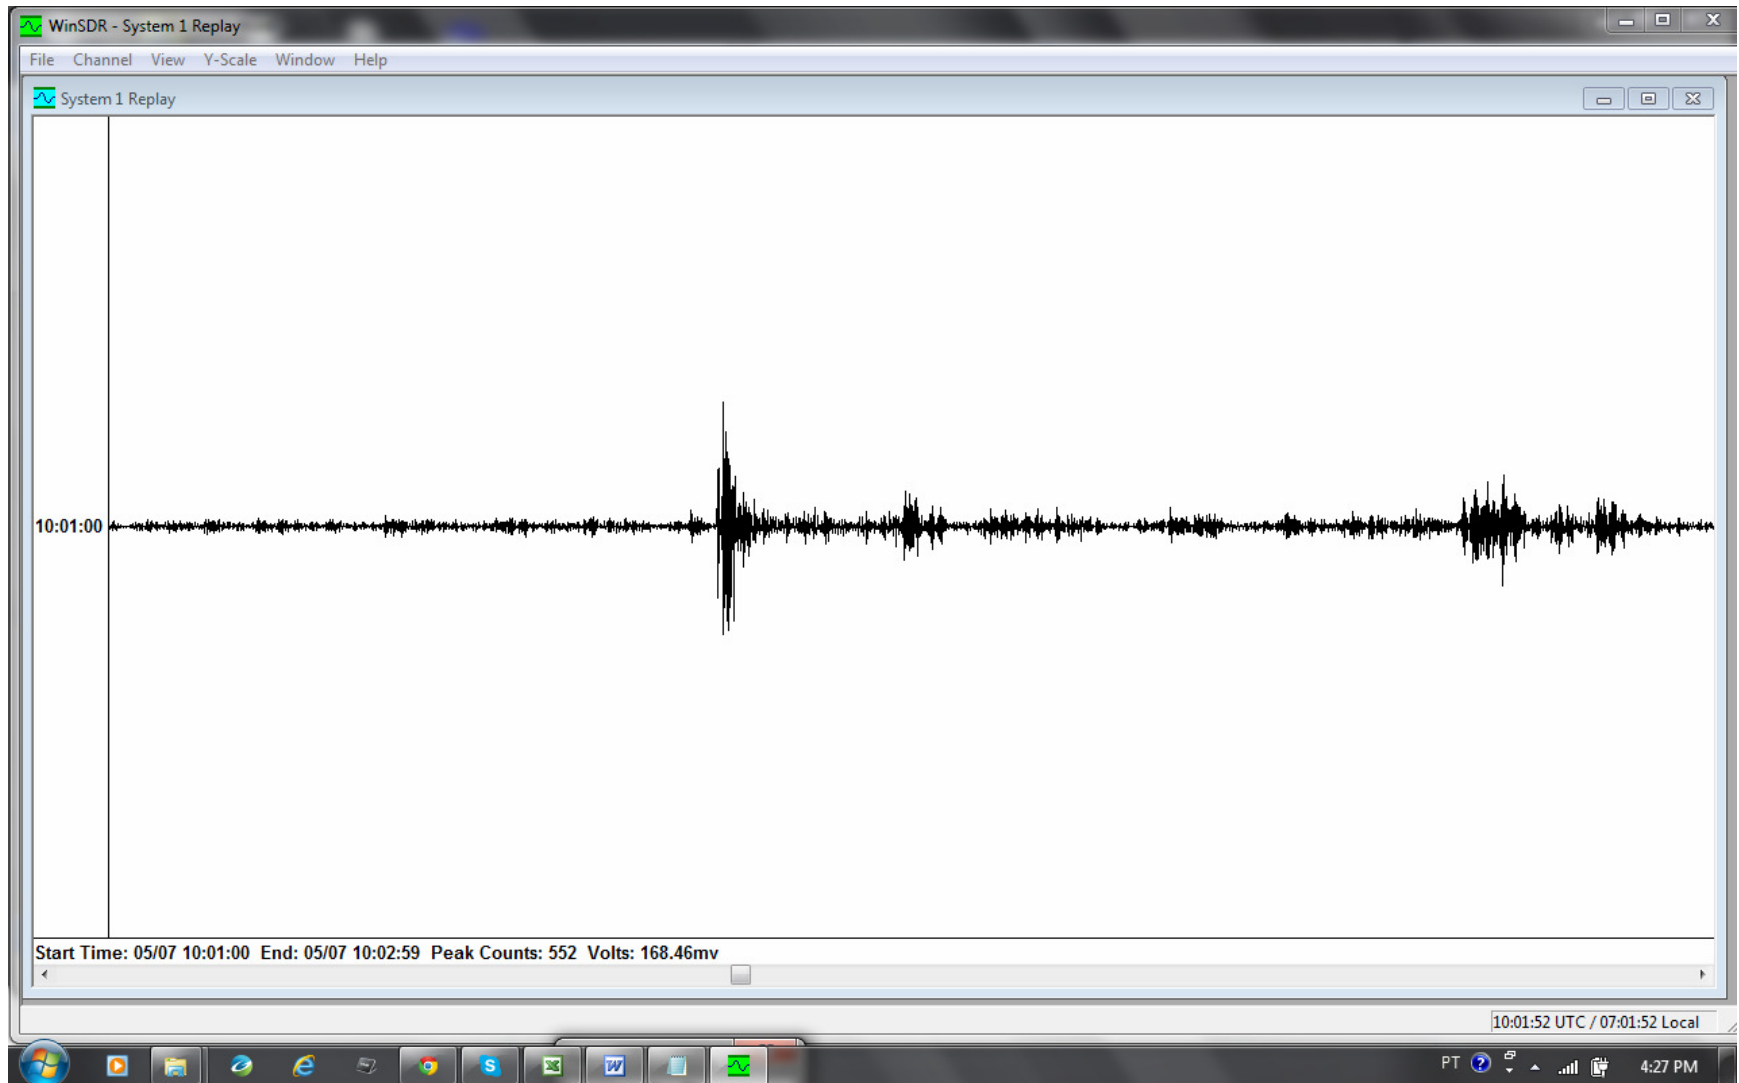 WinSDR - System 1 Replay
File Channel View Y-Scale Window Help
System 1 Replay
10:01:00
Start Time: 05/07 10:01:00 End: 05/07 10:02:59 Peak Counts: 552 Volts: 168.46mv
10:01:52 UTC / 07:01:52 Local
PT 4:27 PM